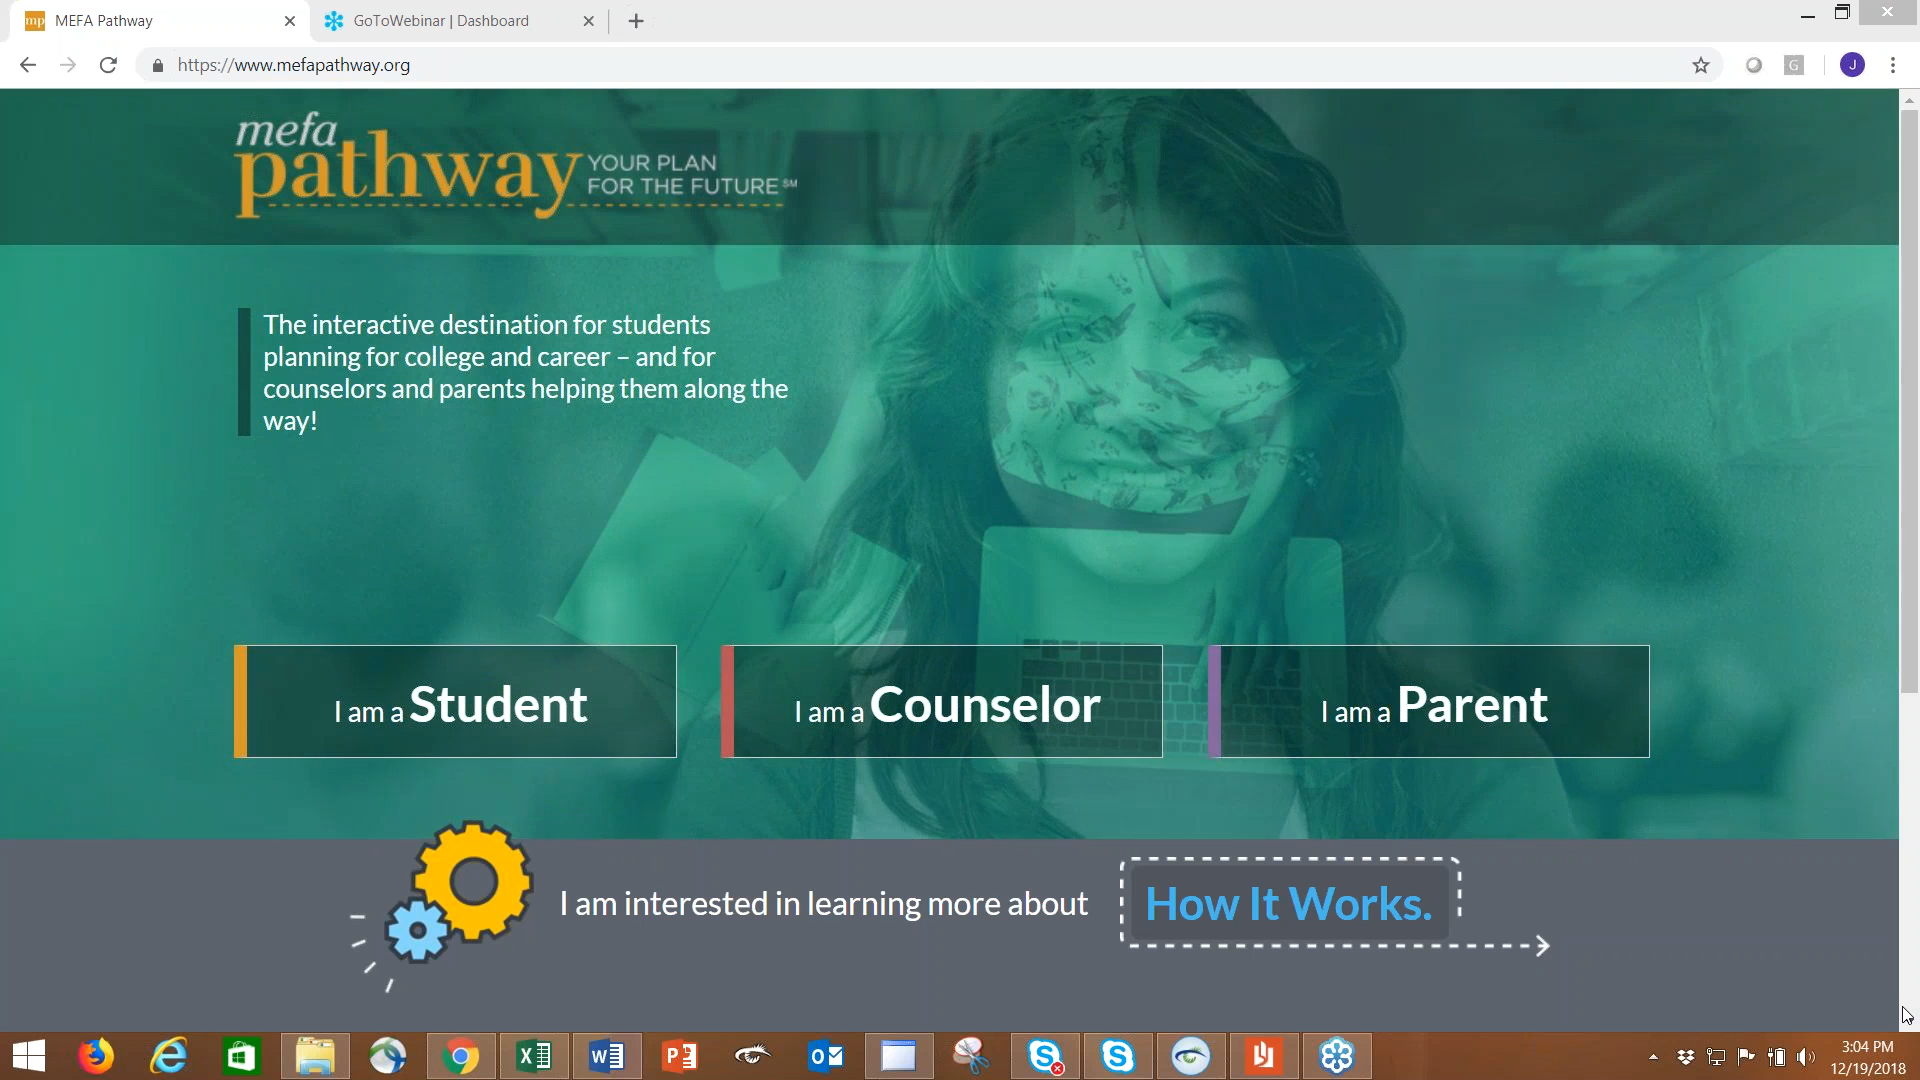 mp MEFA Pathway
GoToWebinar | Dashboard
https://www.mefapathway.org
G
J
mefa
pathway
YOUR PLAN
FOR THE FUTURE SM
The interactive destination for students
planning for college and career – and for
counselors and parents helping them along the
way!
I am a Student
I am a Counselor
I am a Parent
I am interested in learning more about
How It Works.
3:04 PM
12/19/2018